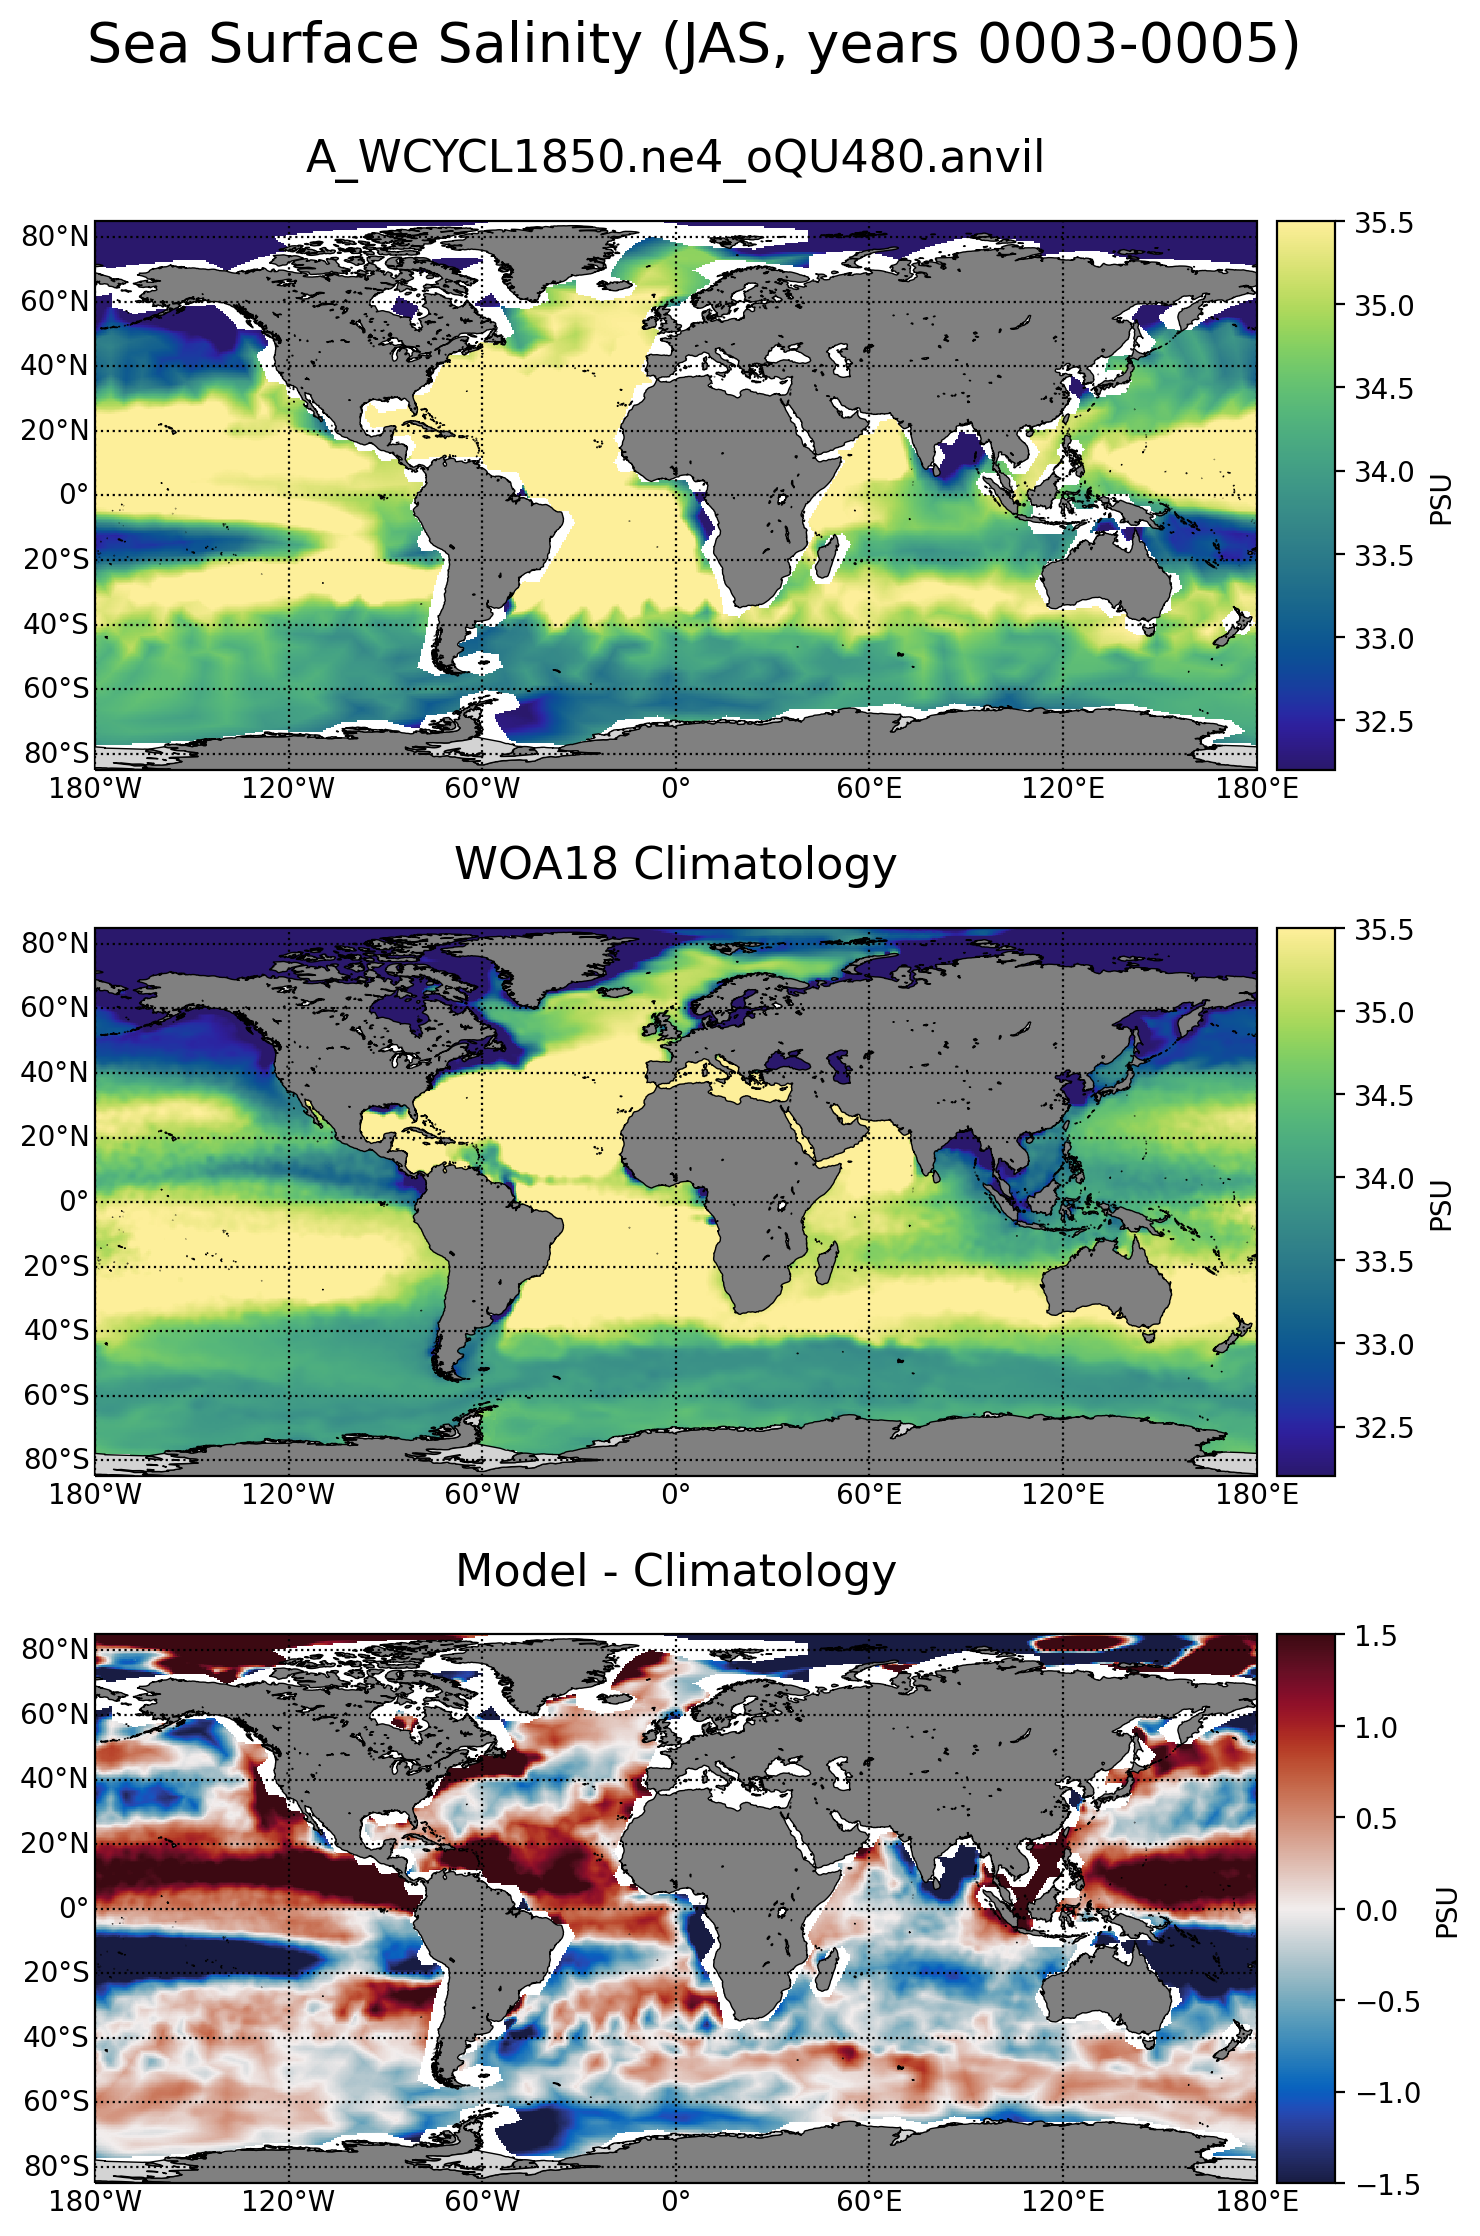 Sea Surface Salinity (JAS, years 0003-0005)
A_WCYCL1850.ne4_oQU480.anvil
80°N
60°N
40°N
20°N
0°
20°S
40°S
60°S
80°S
180°W 120°W 60°W 0° 60°E 120°E 180°E
35.5
35.0
34.5
34.0
33.5
33.0
32.5
PSU
WOA18 Climatology
80°N
60°N
40°N
20°N
0°
20°S
40°S
60°S
80°S
180°W 120°W 60°W 0° 60°E 120°E 180°E
35.5
35.0
34.5
34.0
33.5
33.0
32.5
PSU
Model - Climatology
80°N
60°N
40°N
20°N
0°
20°S
40°S
60°S
80°S
180°W 120°W 60°W 0° 60°E 120°E 180°E
1.5
1.0
0.5
0.0
−0.5
−1.0
−1.5
PSU